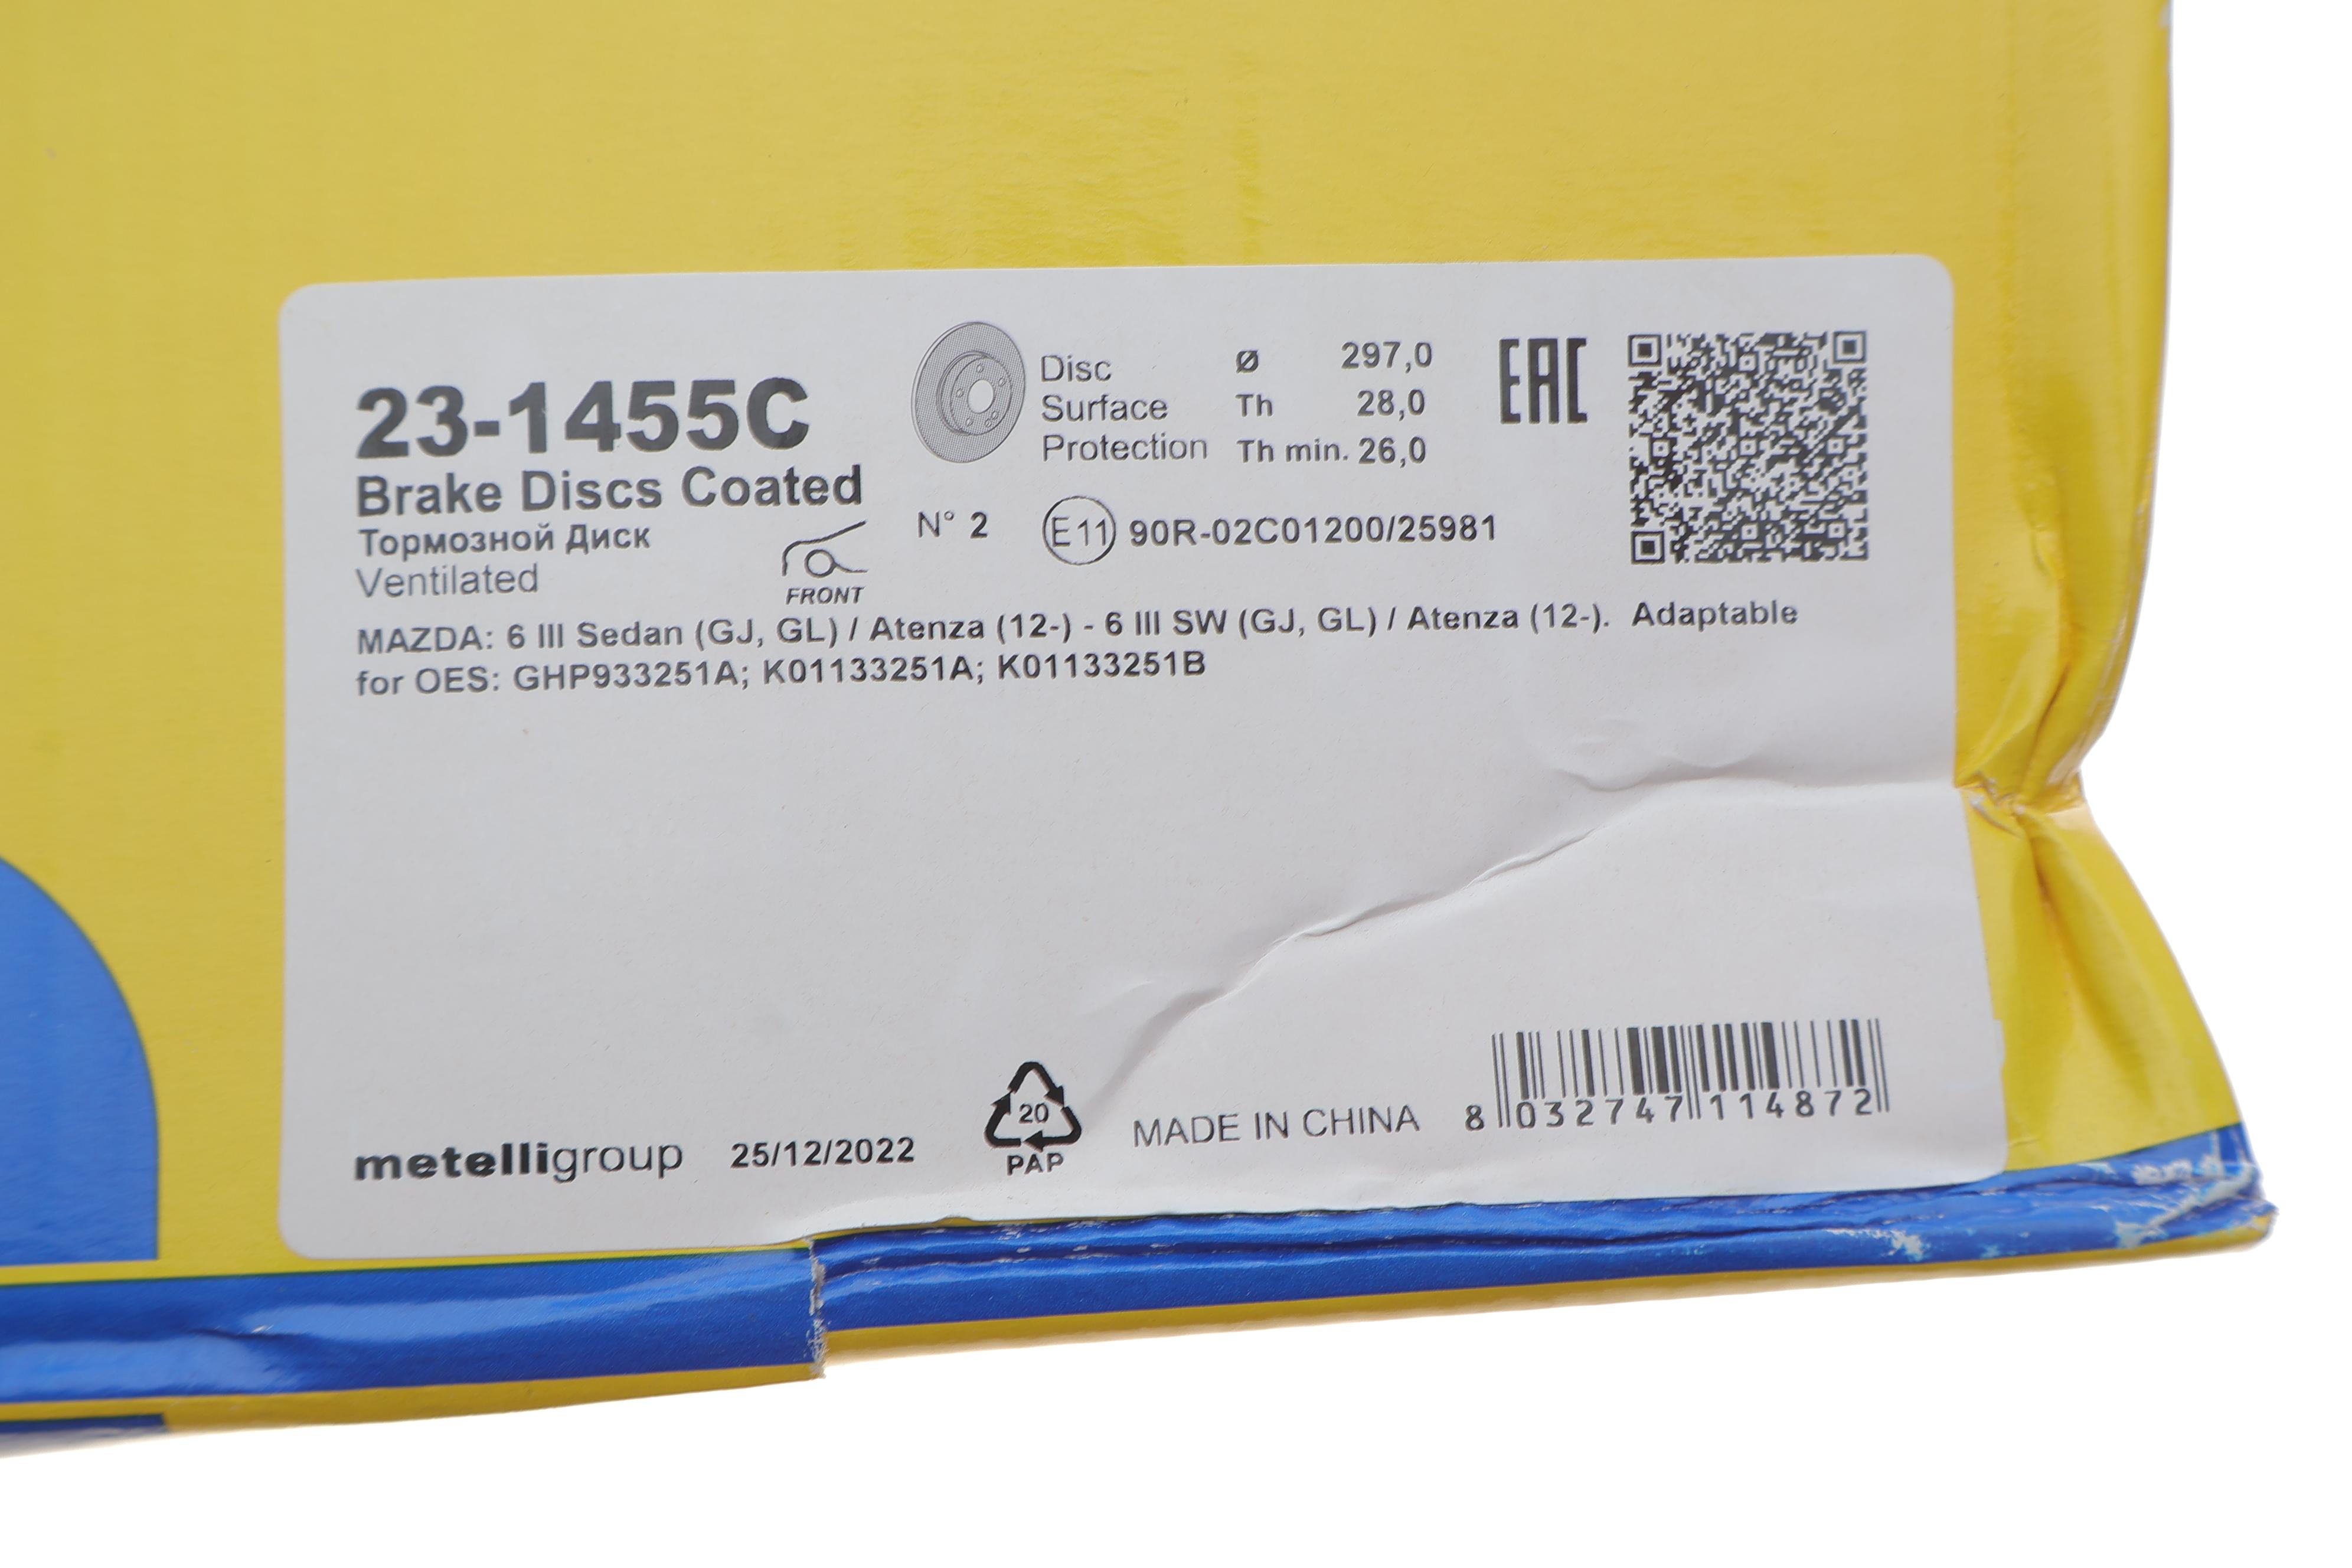 23-1455C
Brake Discs Coated
Тормозной Диск
Ventilated
FRONT
Disc
Surface
Protection
Ø 297,0
Th 28,0
Th min. 26,0
EAC
N° 2
E11 90R-02C01200/25981
MAZDA: 6 III Sedan (GJ, GL) / Atenza (12-) - 6 III SW (GJ, GL) / Atenza (12-). Adaptable
for OES: GHP933251A; K01133251A; K01133251B
metelligroup
25/12/2022
20
PAP
MADE IN CHINA
8 032747 114872